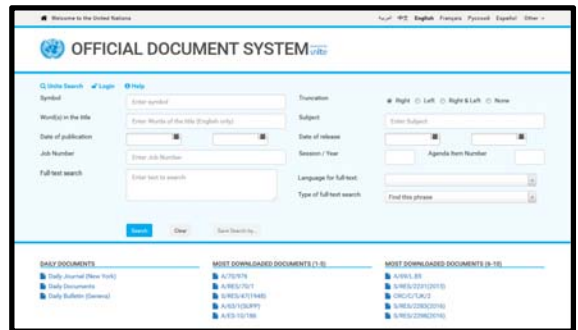 Welcome to the United Nations
عربي 中文 English Français Русский Español Other
OFFICIAL DOCUMENT SYSTEM
Unite Search Login Help
Symbol Enter symbol Truncation Right Left Right & Left None
Word(s) in the title Enter Words of the title (English only) Subject Enter Subject
Date of publication Date of release
Job Number Enter Job Number Session / Year Agenda Item Number
Full text search Enter text to search Language for full-text:
Type of full text search Find this phrase
Search Clear Save Search by...
DAILY DOCUMENTS MOST DOWNLOADED DOCUMENTS (1-5) MOST DOWNLOADED DOCUMENTS (6-10)
Daily Journal (New York) A/70/976 A/69/L.85
Daily Documents A/RES/70/1 S/RES/2231(2015)
Daily Bulletin (Geneva) S/RES/47(1948) CRC/C/TJK/2
A/63/1(SUPP) S/RES/2283(2016)
A/ES-10/186 S/RES/2298(2016)